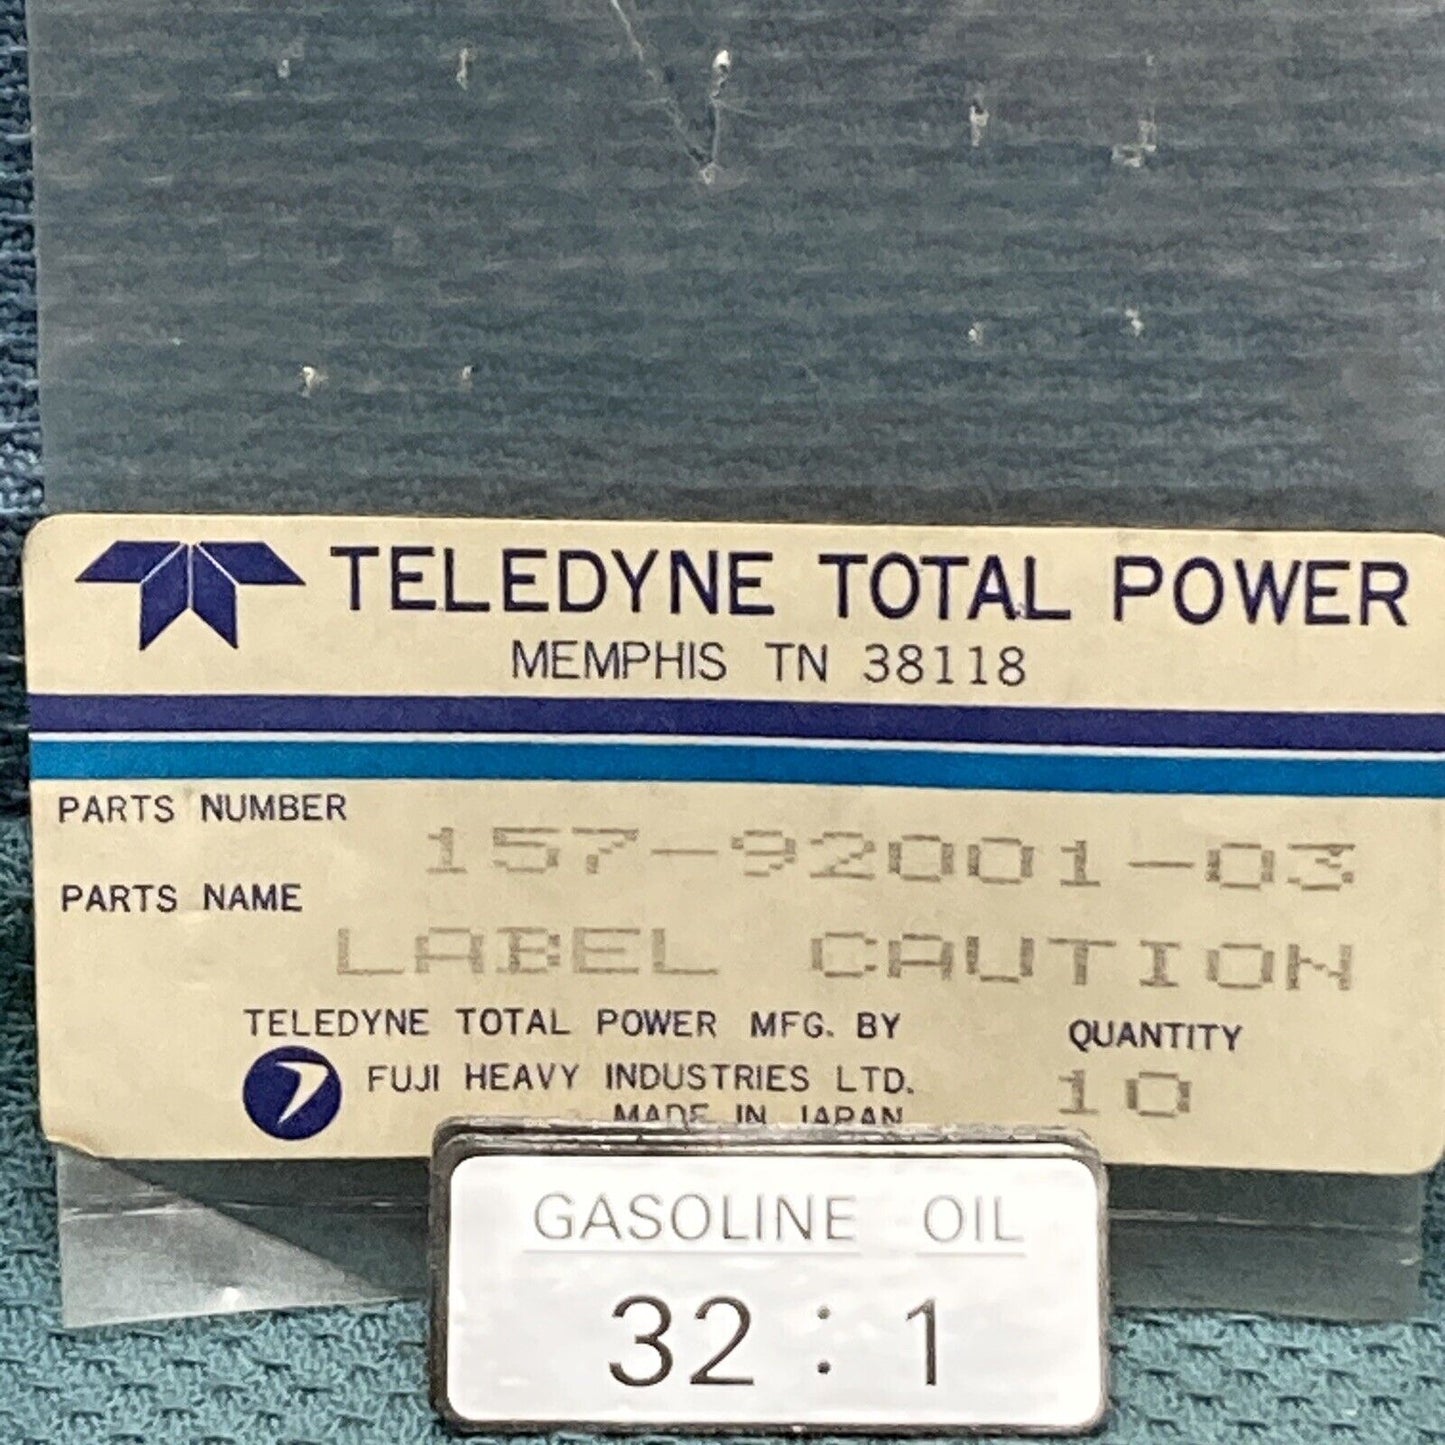 TELEDYNE TOTAL POWER
MEMPHIS TN 38118
PARTS NUMBER
157-92001-03
PARTS NAME
LABEL CAUTION
TELEDYNE TOTAL POWER MFG. BY
FUJI HEAVY INDUSTRIES LTD.
MADE IN JAPAN
QUANTITY
10
GASOLINE OIL
32 : 1